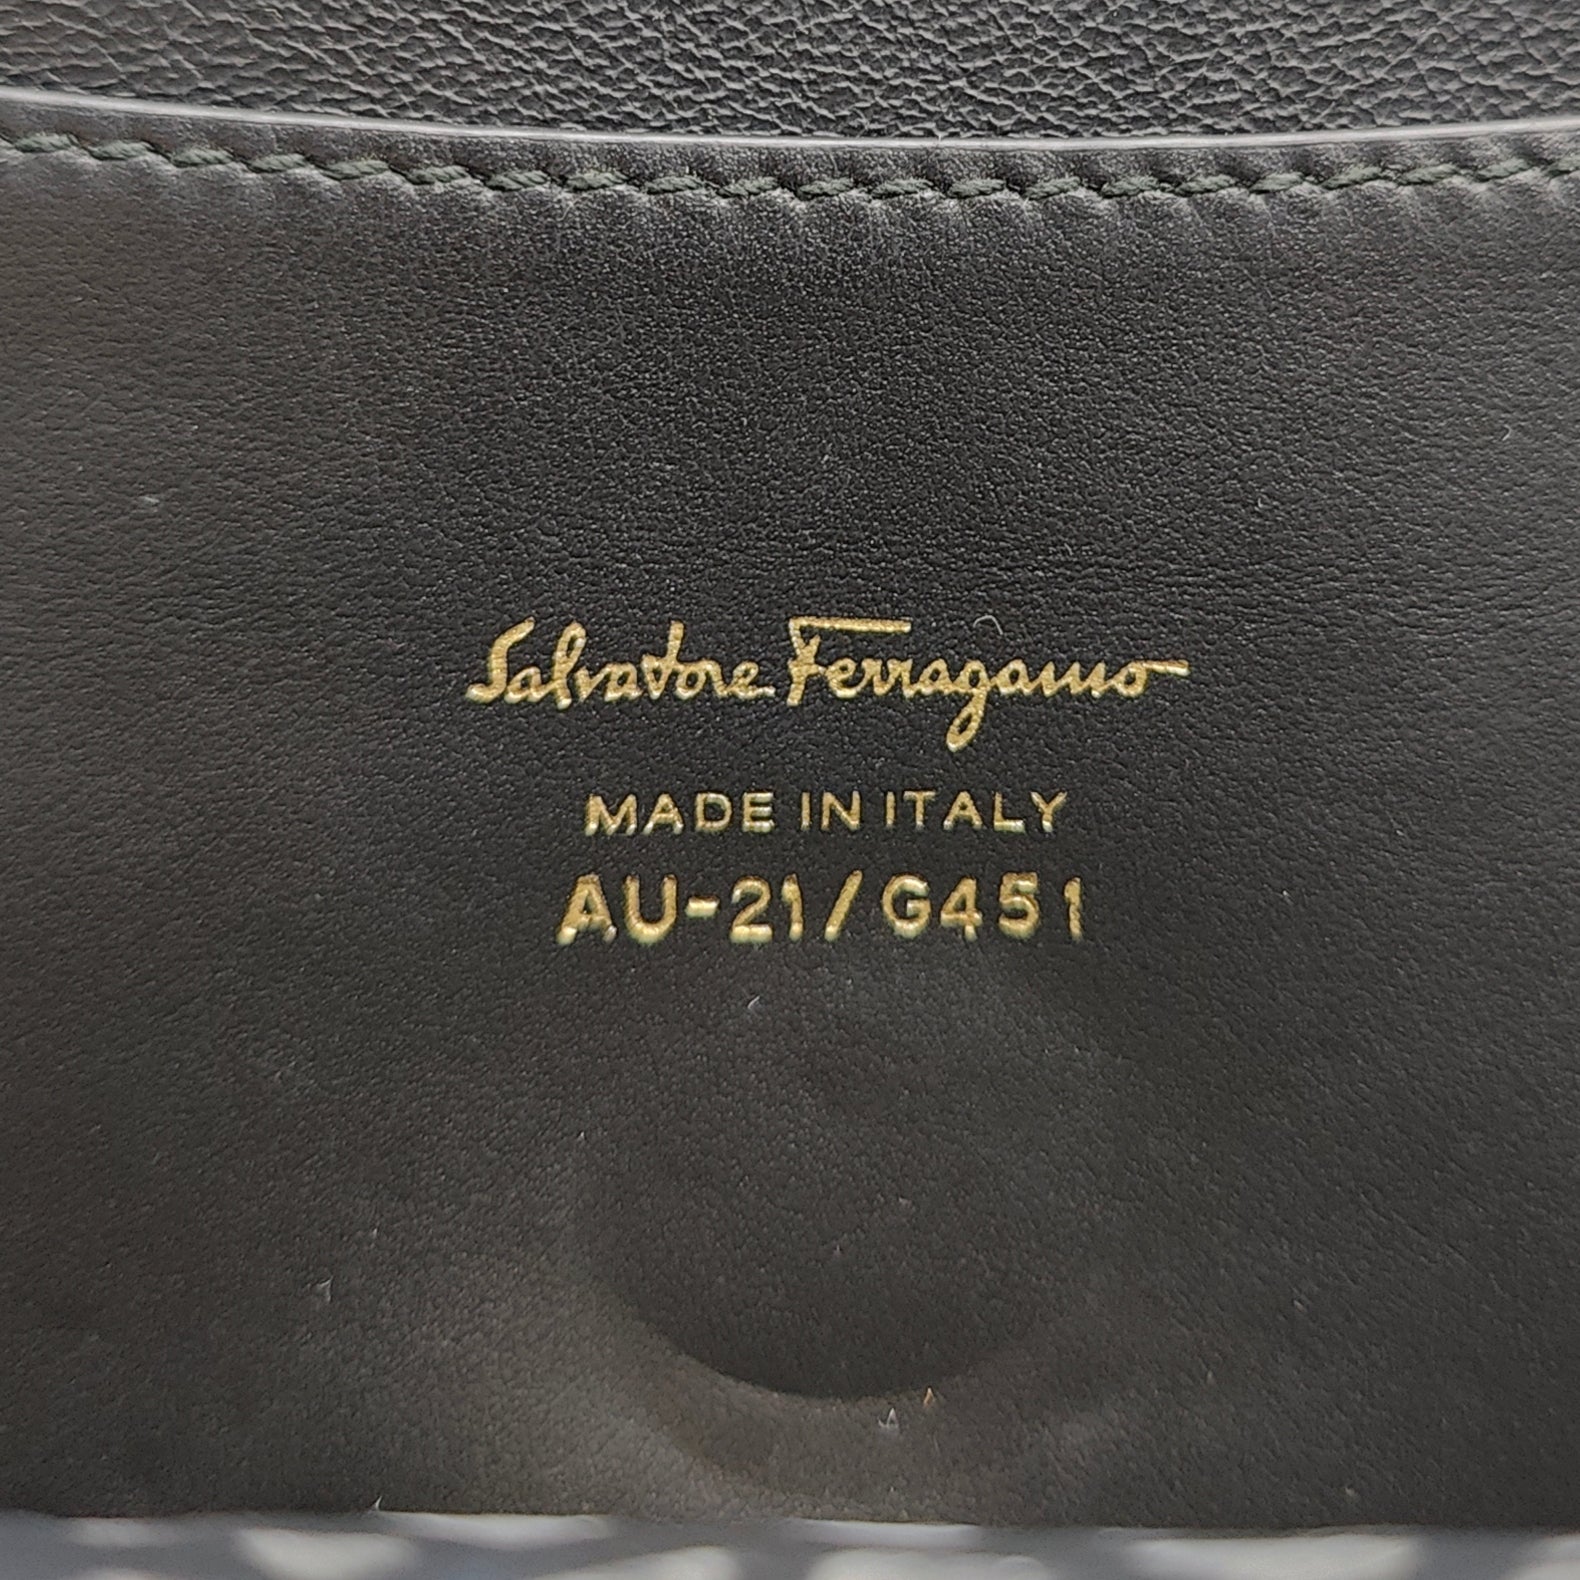 Salvatore Ferragamo
MADE IN ITALY
AU-21/G451